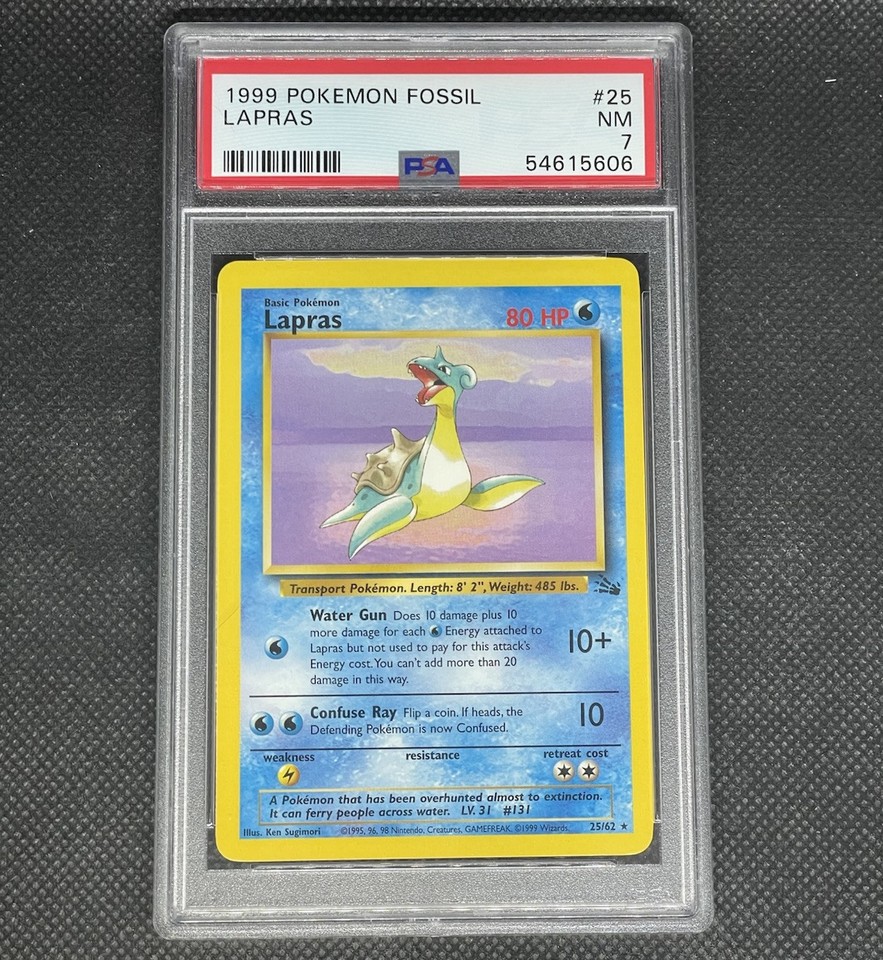 1999 POKEMON FOSSIL #25
LAPRAS NM
7
PSA 54615606
Basic Pokémon
Lapras 80 HP
Transport Pokémon. Length: 8' 2", Weight: 485 lbs.
Water Gun Does 10 damage plus 10
more damage for each Energy attached to
Lapras but not used to pay for this attack's
Energy cost. You can't add more than 20
damage in this way.
10+
Confuse Ray Flip a coin. If heads, the
Defending Pokémon is now Confused.
10
weakness resistance retreat cost
A Pokémon that has been overhunted almost to extinction.
It can ferry people across water. LV. 31 #131
Illus. Ken Sugimori ©1995, 96, 98 Nintendo, Creatures, GAMEFREAK. ©1999 Wizards. 25/62 ★